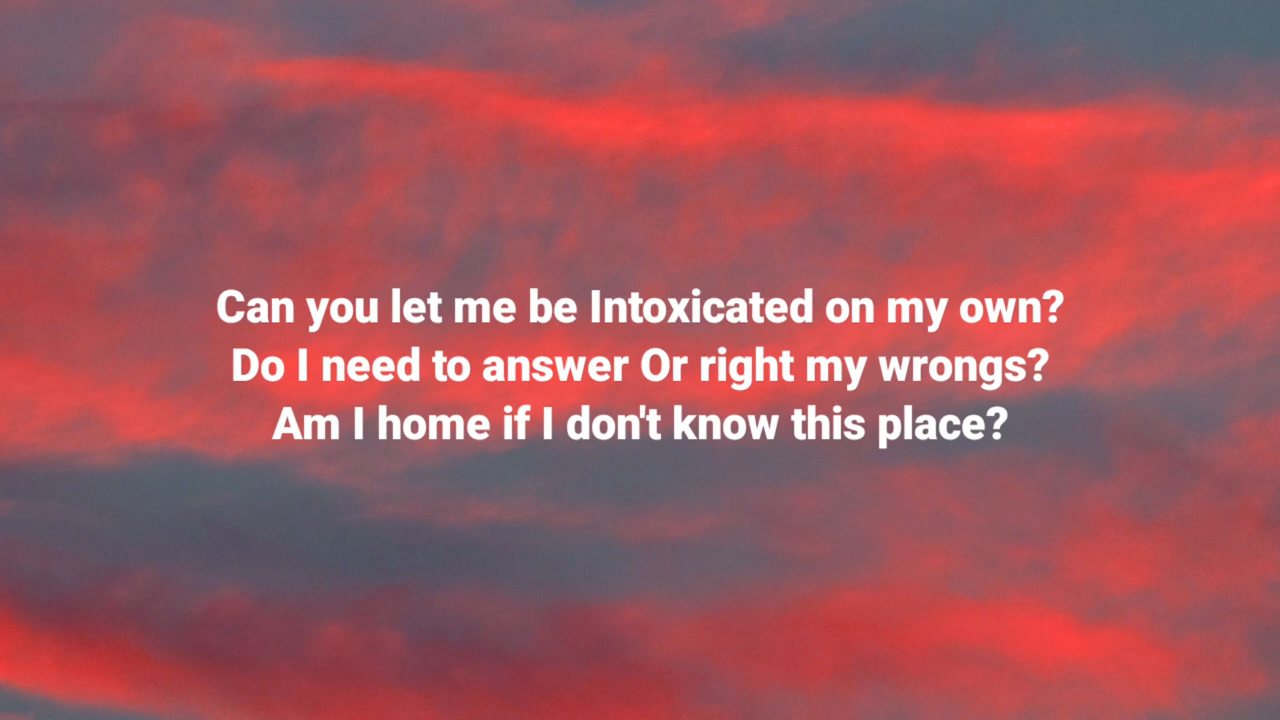 Can you let me be Intoxicated on my own?
Do I need to answer Or right my wrongs?
Am I home if I don't know this place?